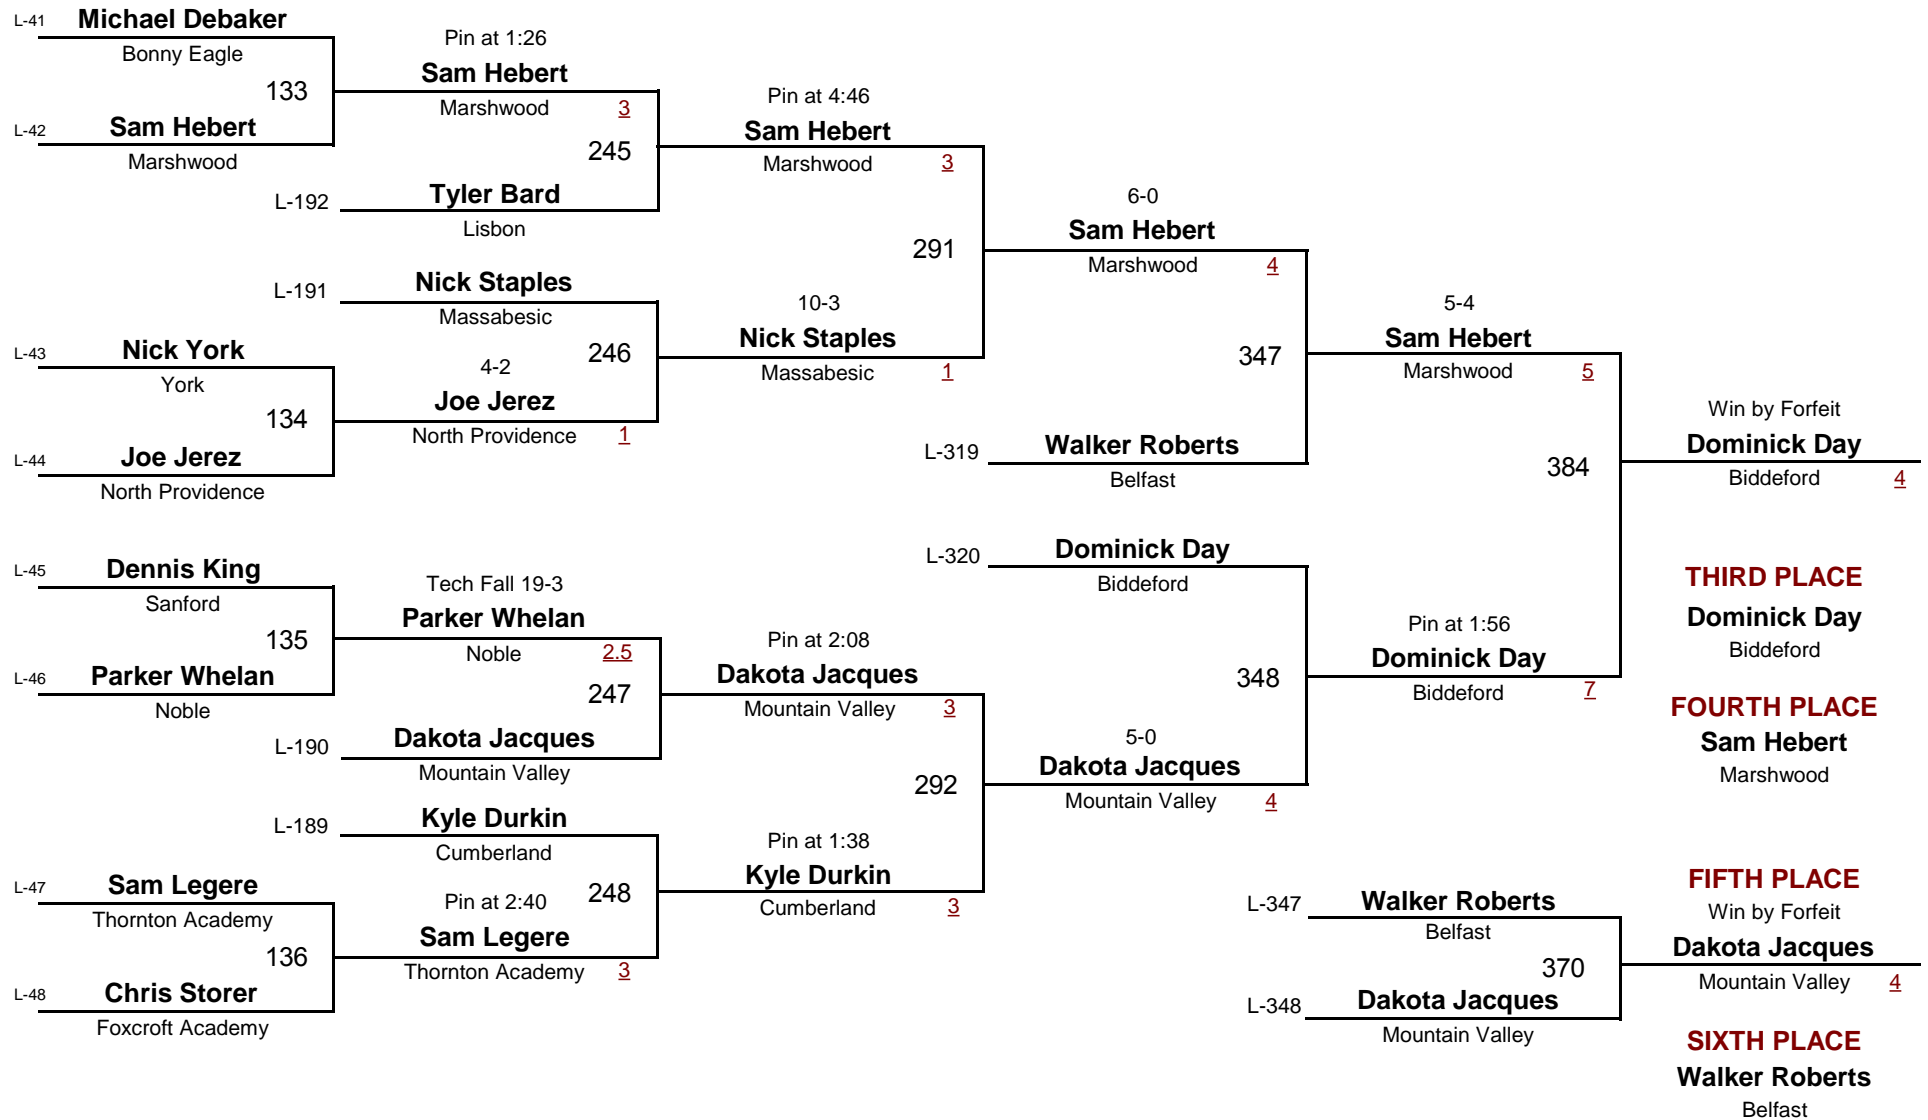 L-41 Michael Debaker
Bonny Eagle
133
L-42 Sam Hebert
Marshwood
Pin at 1:26
Sam Hebert
Marshwood 3
245
L-192 Tyler Bard
Lisbon
Pin at 4:46
Sam Hebert
Marshwood 3
L-191 Nick Staples
Massabesic
246
L-43 Nick York
York
134
L-44 Joe Jerez
North Providence
4-2
Joe Jerez
North Providence 1
10-3
Nick Staples
Massabesic 1
291
6-0
Sam Hebert
Marshwood 4
347
L-319 Walker Roberts
Belfast
5-4
Sam Hebert
Marshwood 5
384
Win by Forfeit
Dominick Day
Biddeford 4
L-45 Dennis King
Sanford
135
L-46 Parker Whelan
Noble
Tech Fall 19-3
Parker Whelan
Noble 2.5
247
L-190 Dakota Jacques
Mountain Valley
Pin at 2:08
Dakota Jacques
Mountain Valley 3
L-189 Kyle Durkin
Cumberland
248
L-47 Sam Legere
Thornton Academy
136
L-48 Chris Storer
Foxcroft Academy
Pin at 2:40
Sam Legere
Thornton Academy 3
Pin at 1:38
Kyle Durkin
Cumberland 3
292
L-320 Dominick Day
Biddeford
348
5-0
Dakota Jacques
Mountain Valley 4
Pin at 1:56
Dominick Day
Biddeford 7
THIRD PLACE
Dominick Day
Biddeford
FOURTH PLACE
Sam Hebert
Marshwood
L-347 Walker Roberts
Belfast
370
L-348 Dakota Jacques
Mountain Valley
FIFTH PLACE
Win by Forfeit
Dakota Jacques
Mountain Valley 4
SIXTH PLACE
Walker Roberts
Belfast